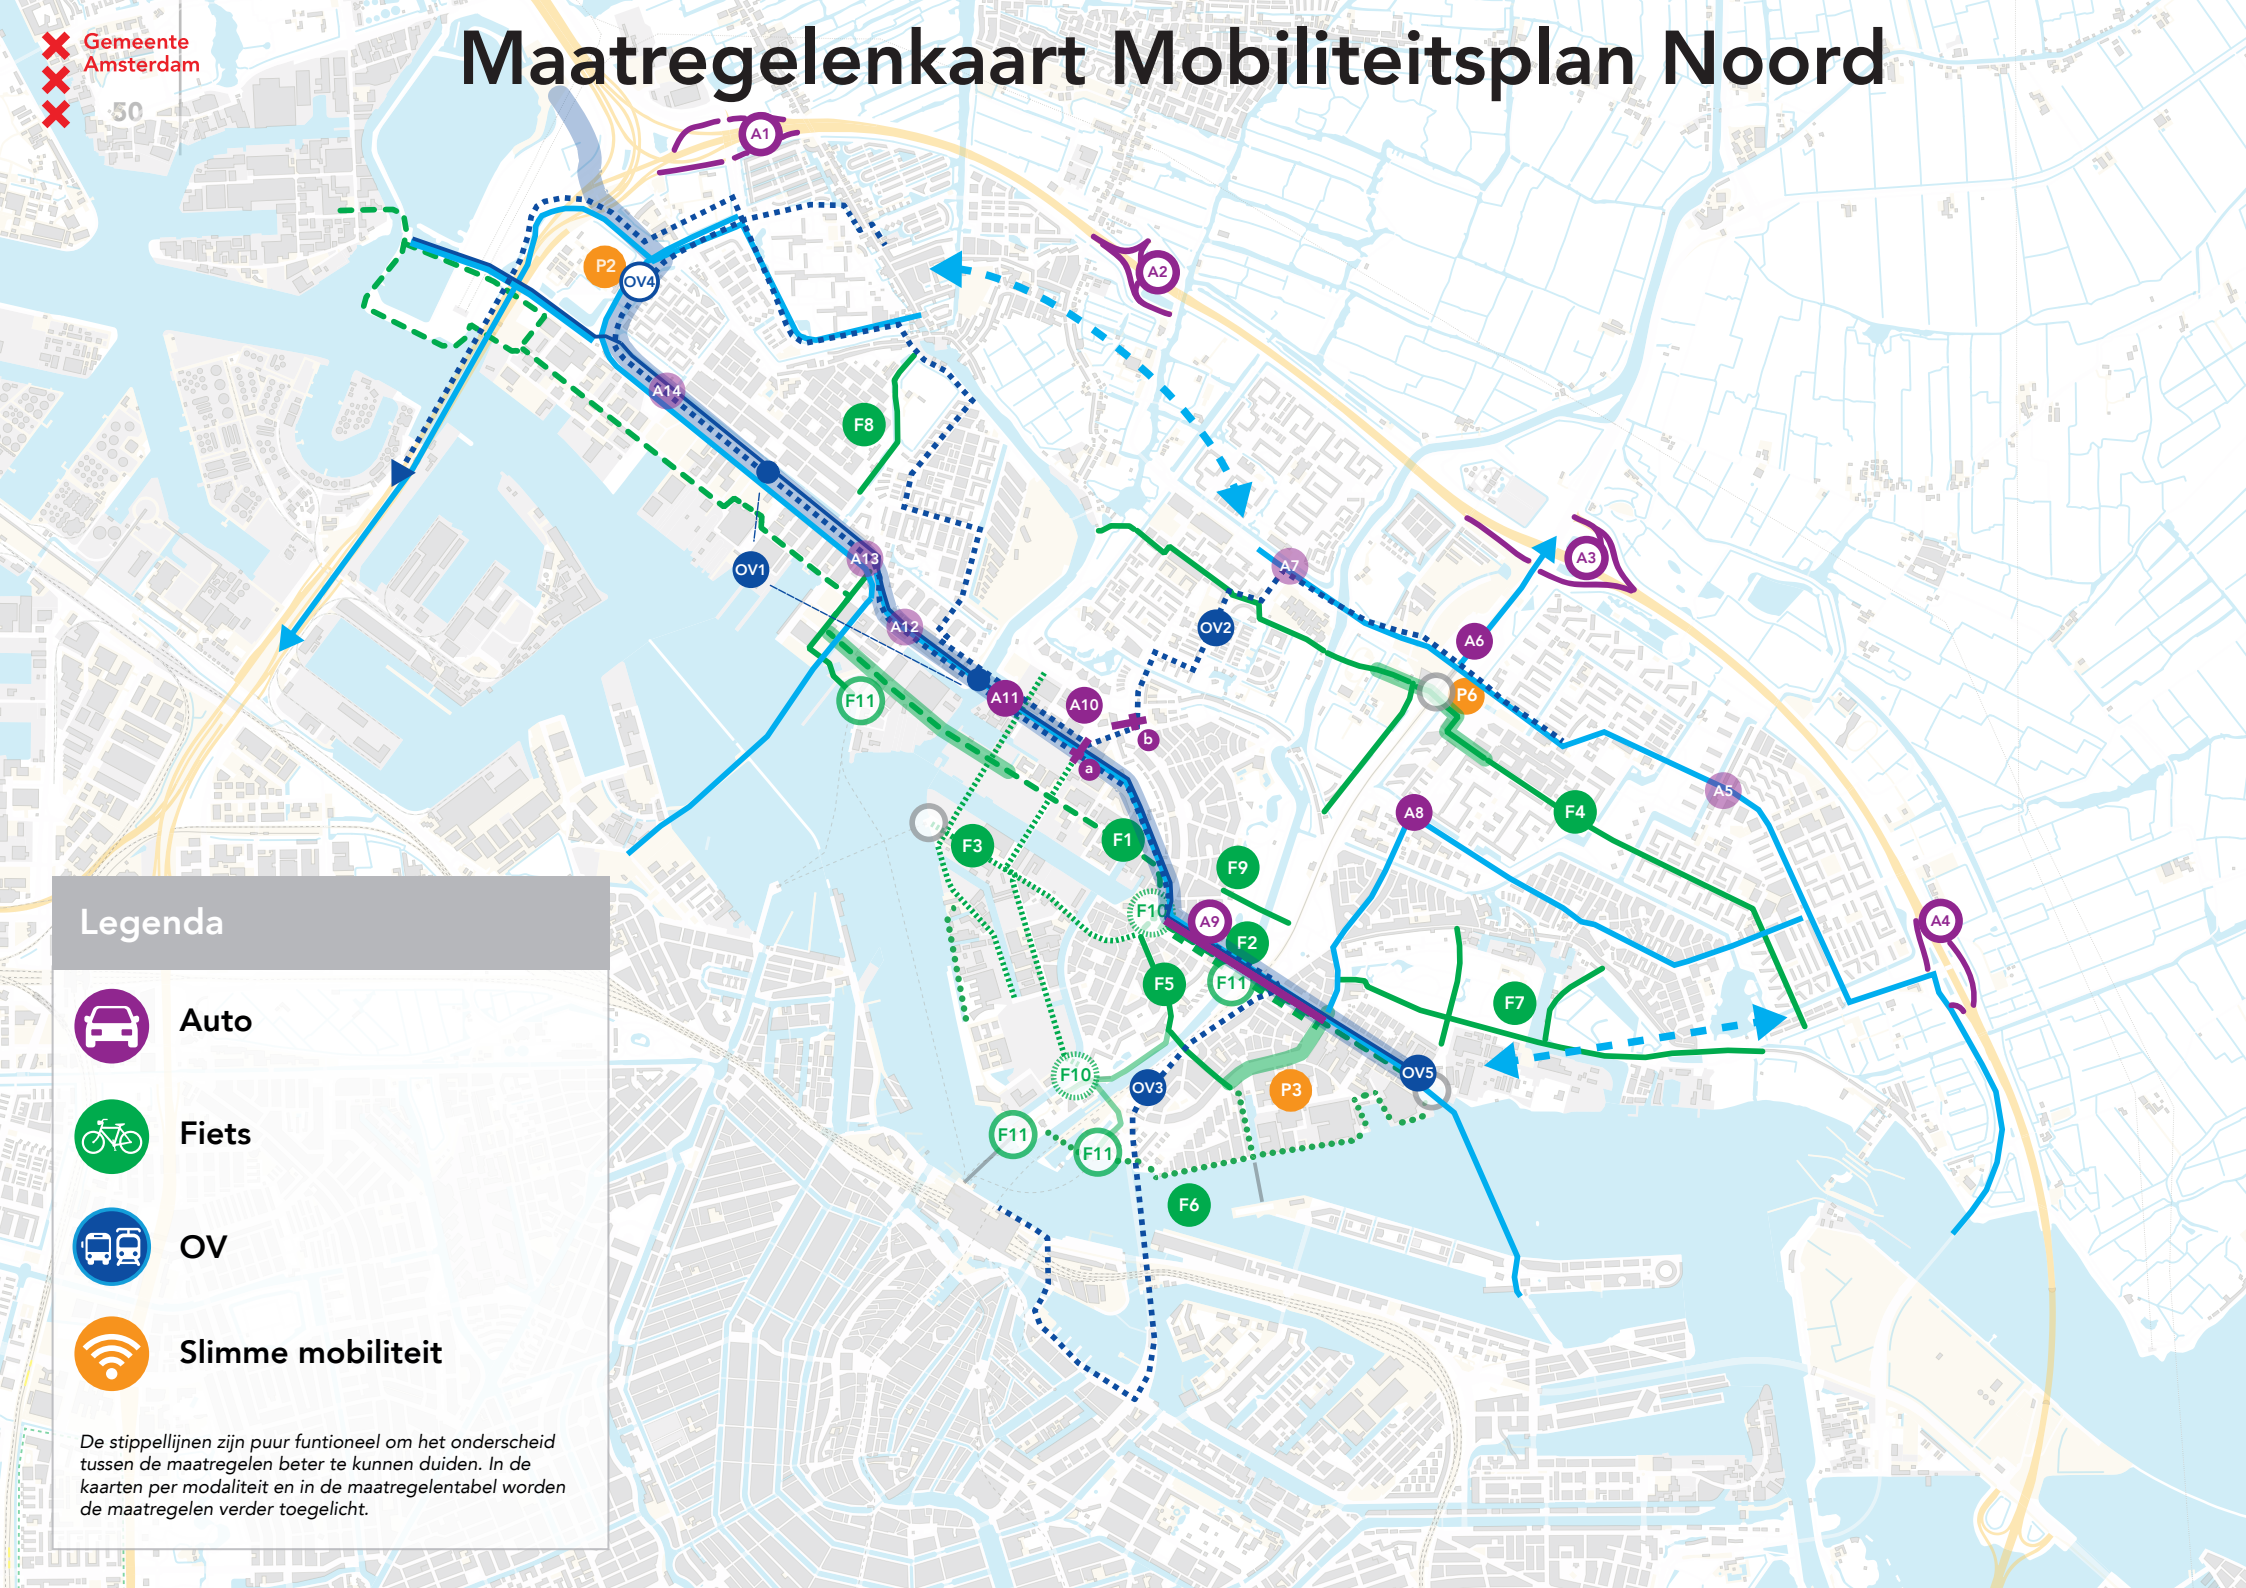 Maatregelenkaart Mobiliteitsplan Noord
Gemeente
Amsterdam
50
A1
A2
P2
OV4
A14
F8
A13
OV1
A7
A3
A12
OV2
A6
F11
A11
A10
P6
b
a
A5
F3
F1
A8
F4
F9
F10
A9
F2
A4
F5
F11
F7
F10
OV3
P3
OV5
F11
F11
F6
Legenda
Auto
Fiets
OV
Slimme mobiliteit
De stippellijnen zijn puur funtioneel om het onderscheid
tussen de maatregelen beter te kunnen duiden. In de
kaarten per modaliteit en in de maatregelentabel worden
de maatregelen verder toegelicht.